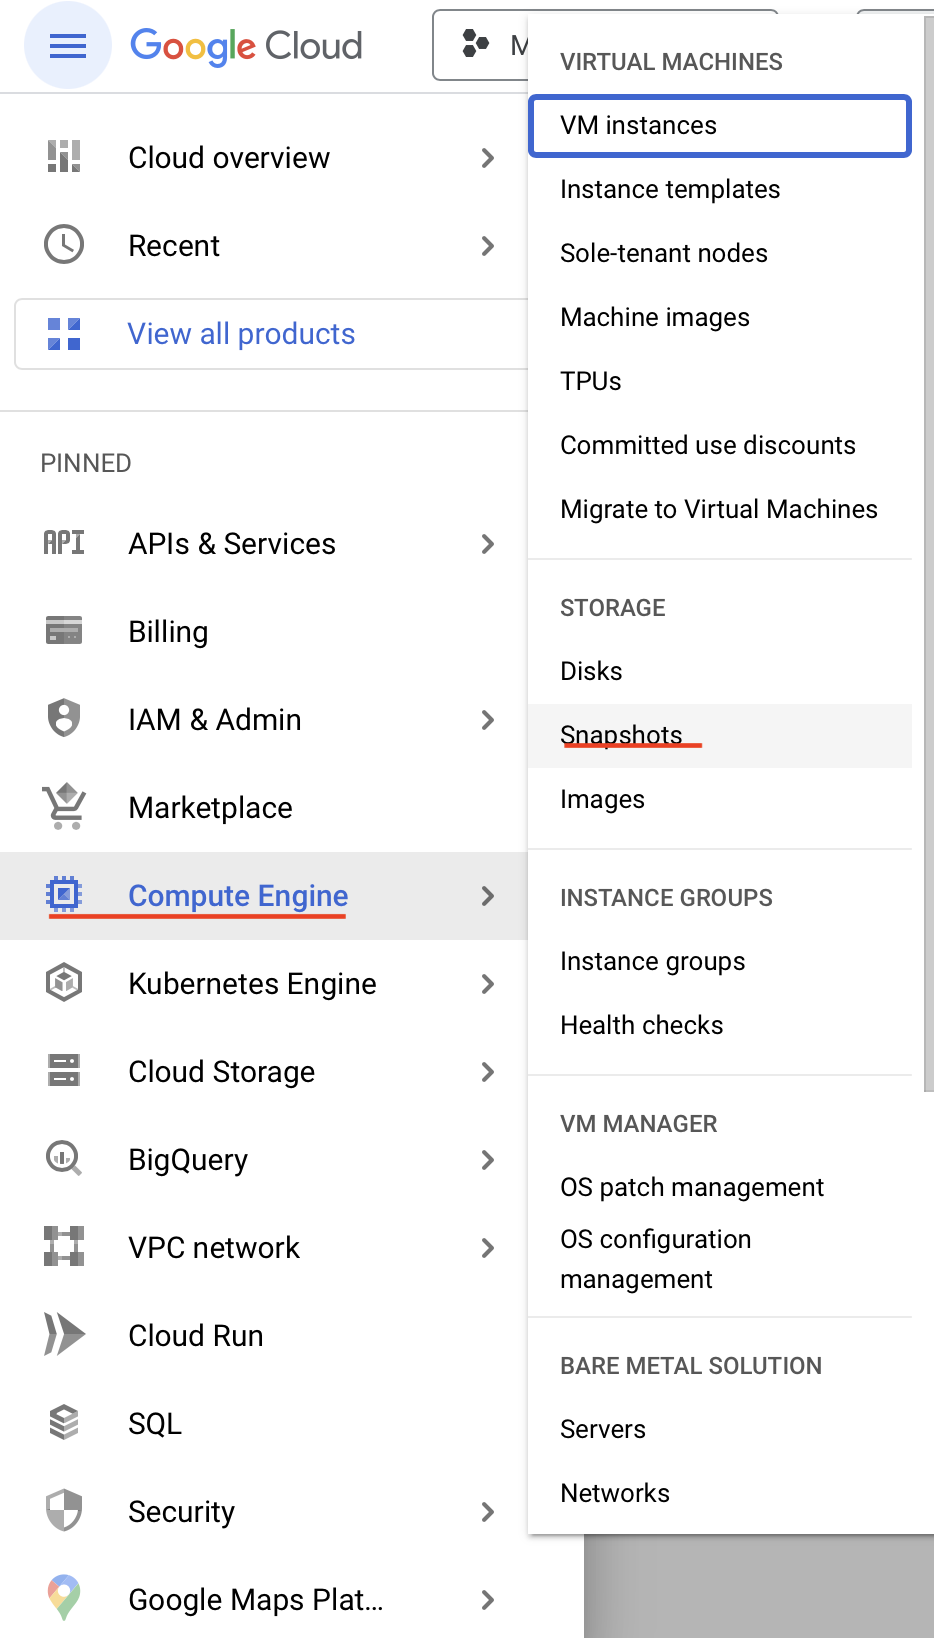 Google Cloud
M
Cloud overview
Recent
View all products
PINNED
API APIs & Services
Billing
IAM & Admin
Marketplace
Compute Engine
Kubernetes Engine
Cloud Storage
BigQuery
VPC network
Cloud Run
SQL
Security
Google Maps Plat...
VIRTUAL MACHINES
VM instances
Instance templates
Sole-tenant nodes
Machine images
TPUs
Committed use discounts
Migrate to Virtual Machines
STORAGE
Disks
Snapshots
Images
INSTANCE GROUPS
Instance groups
Health checks
VM MANAGER
OS patch management
OS configuration
management
BARE METAL SOLUTION
Servers
Networks